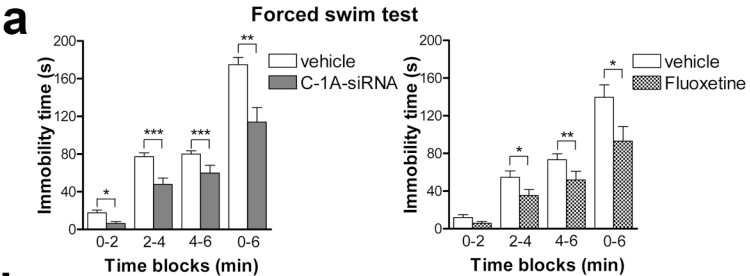 a
Forced swim test
Immobility time (s)
200
160
120
80
40
0
*
***
***
**
vehicle
C-1A-siRNA
0-2
2-4
4-6
0-6
Time blocks (min)
Immobility time (s)
200
160
120
80
40
0
*
**
*
vehicle
Fluoxetine
0-2
2-4
4-6
0-6
Time blocks (min)